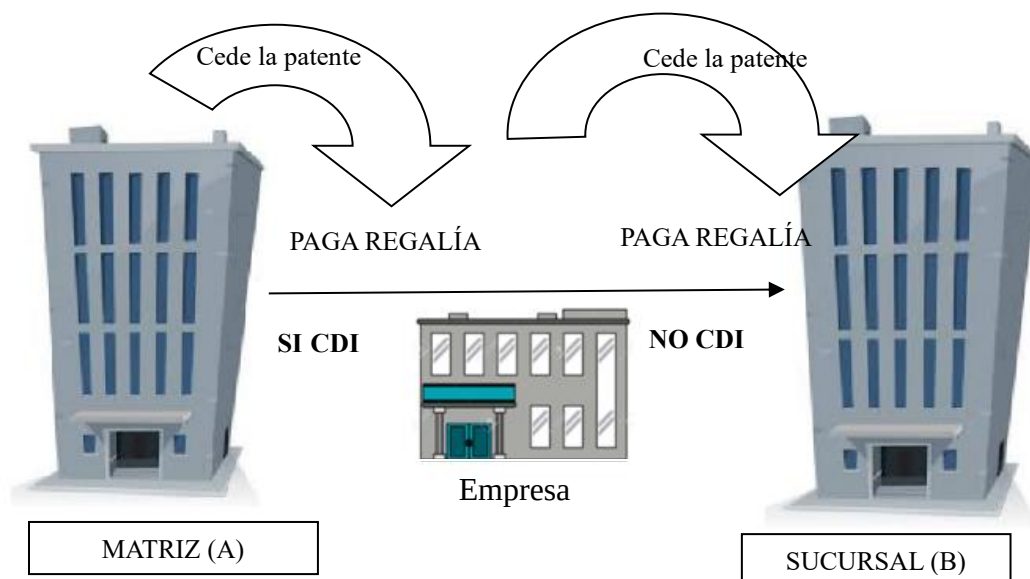 Cede la patente
Cede la patente
PAGA REGALÍA
PAGA REGALÍA
SI CDI
NO CDI
Empresa
MATRIZ (A)
SUCURSAL (B)